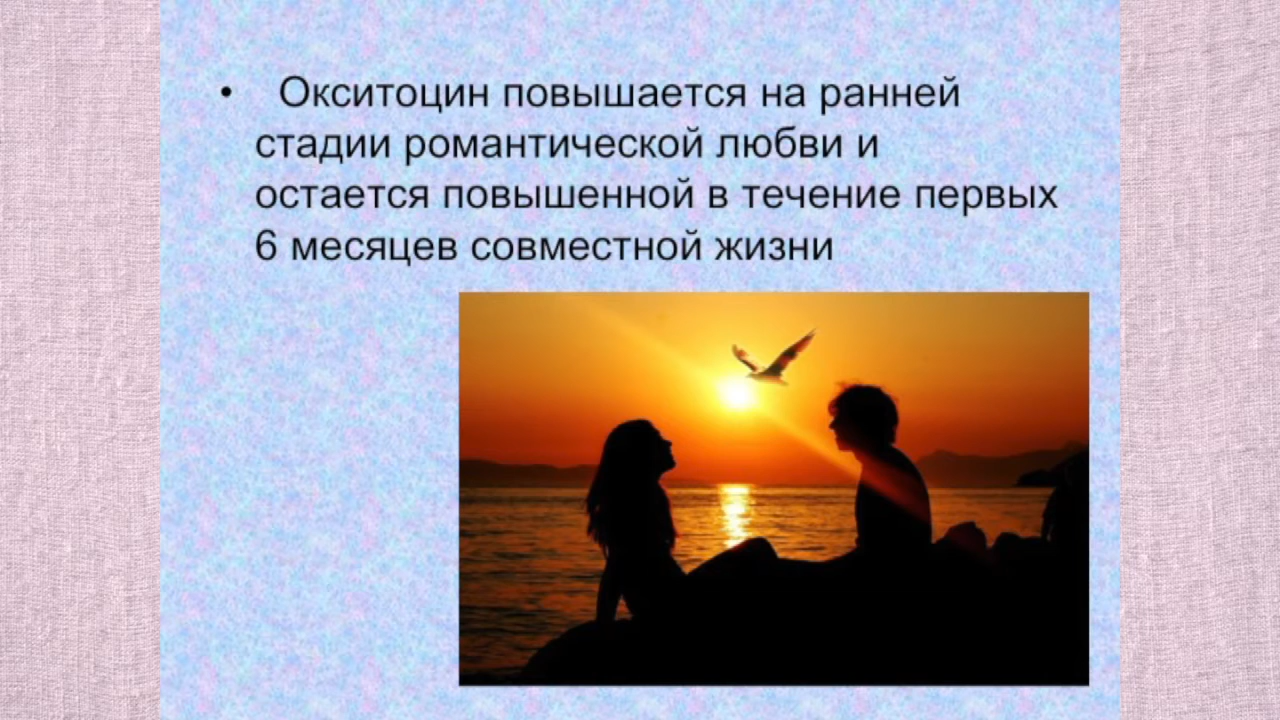 • Окситоцин повышается на ранней
стадии романтической любви и
остается повышенной в течение первых
6 месяцев совместной жизни